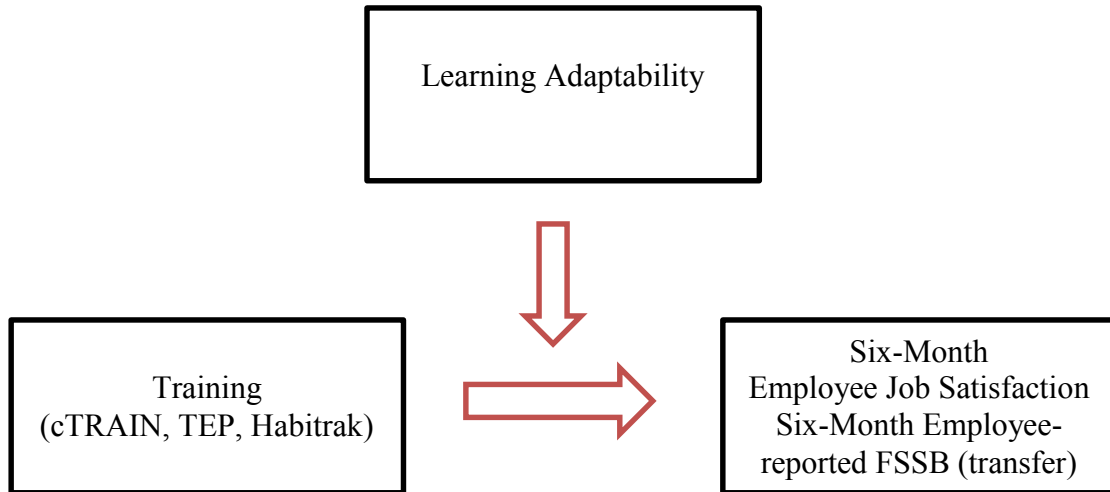 Learning Adaptability
Training
(cTRAIN, TEP, Habitrak)
Six-Month
Employee Job Satisfaction
Six-Month Employee-
reported FSSB (transfer)